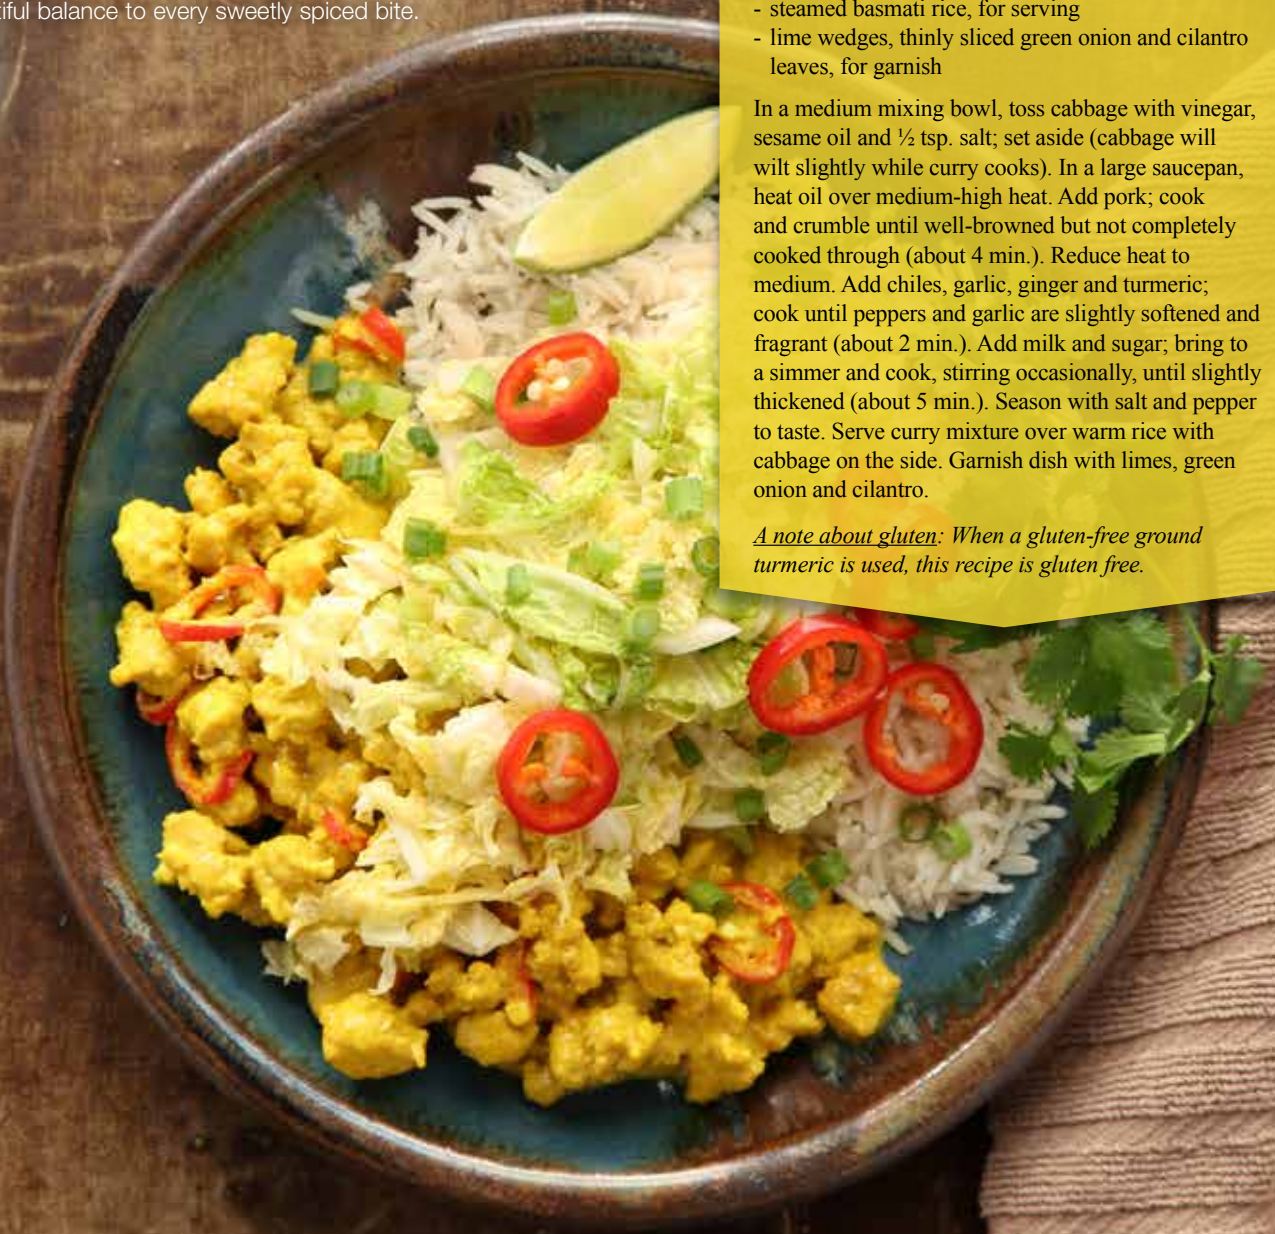 tiful balance to every sweetly spiced bite.
- steamed basmati rice, for serving
- lime wedges, thinly sliced green onion and cilantro
leaves, for garnish
In a medium mixing bowl, toss cabbage with vinegar,
sesame oil and ½ tsp. salt; set aside (cabbage will
wilt slightly while curry cooks). In a large saucepan,
heat oil over medium-high heat. Add pork; cook
and crumble until well-browned but not completely
cooked through (about 4 min.). Reduce heat to
medium. Add chiles, garlic, ginger and turmeric;
cook until peppers and garlic are slightly softened and
fragrant (about 2 min.). Add milk and sugar; bring to
a simmer and cook, stirring occasionally, until slightly
thickened (about 5 min.). Season with salt and pepper
to taste. Serve curry mixture over warm rice with
cabbage on the side. Garnish dish with limes, green
onion and cilantro.
A note about gluten: When a gluten-free ground
turmeric is used, this recipe is gluten free.